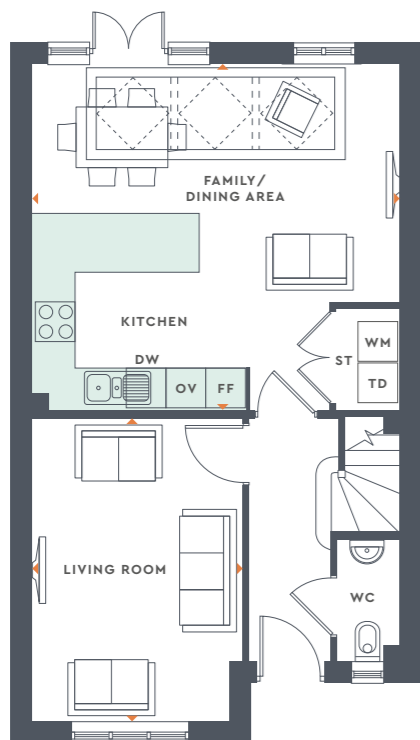 FAMILY/
DINING AREA
KITCHEN
DW
OV
FF
ST
WM
TD
LIVING ROOM
WC